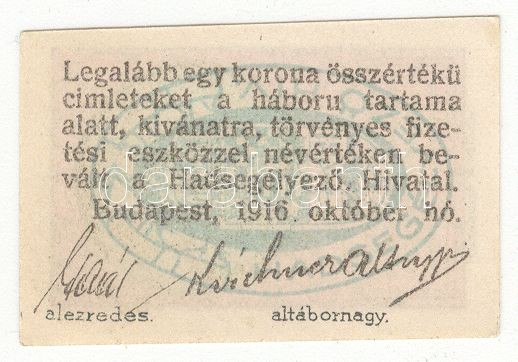 Legalább egy korona összértékü
cimleteket a háboru tartama
alatt, kivánatra, törvényes fize-
tési eszközzel névértéken be-
vált a Hadsegélyező Hivatal.
Budapest, 1916. október hó.
alezredes. altábornagy.